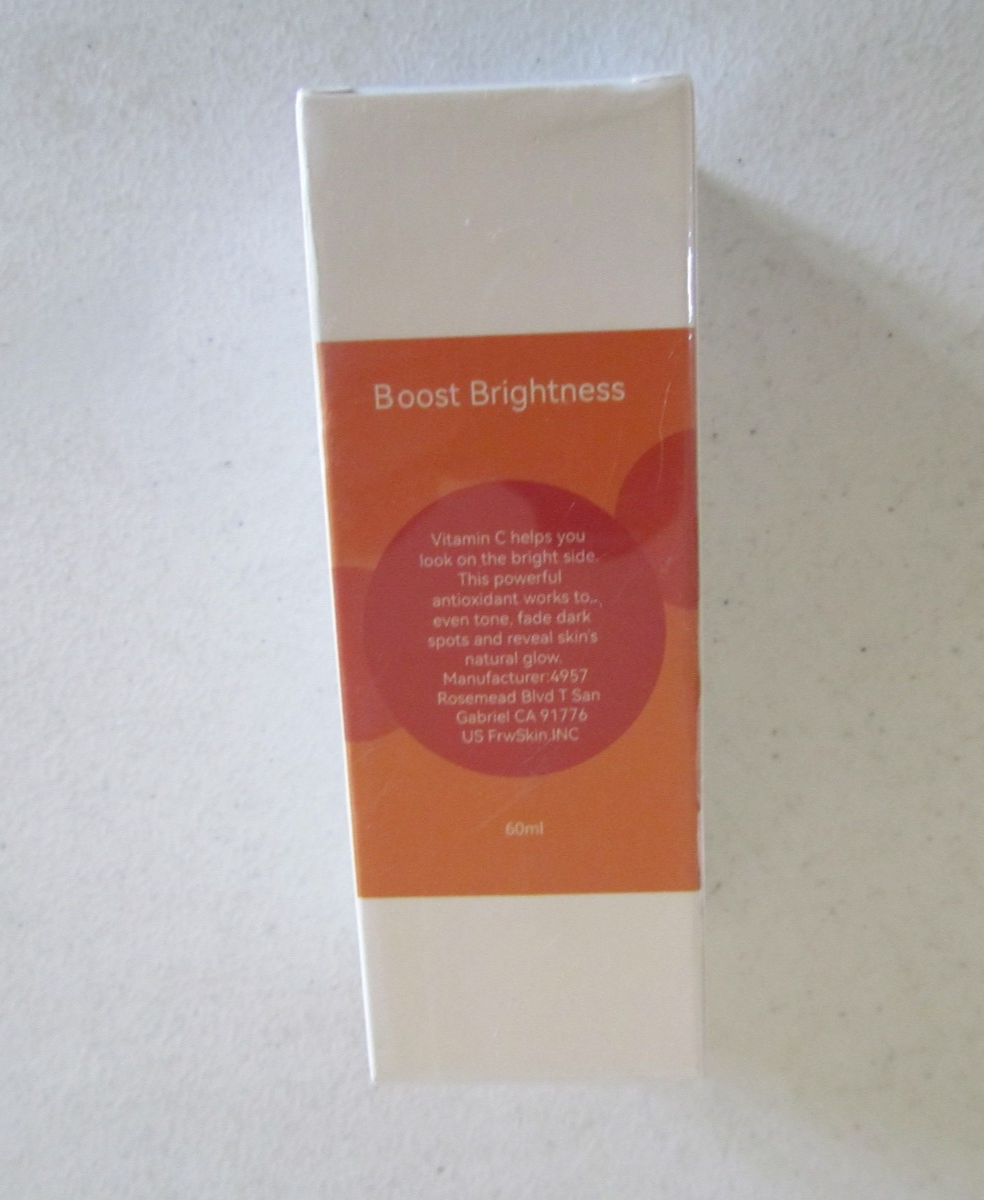 Boost Brightness
Vitamin C helps you
look on the bright side.
This powerful
antioxidant works to..
even tone, fade dark
spots and reveal skin's
natural glow.
Manufacturer:4957
Rosemead Blvd T San
Gabriel CA 91776
US FrwSkin.INC
60ml